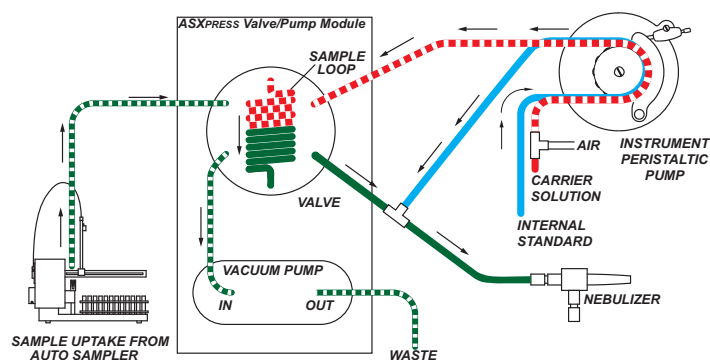 ASXPRESS Valve/Pump Module
SAMPLE
LOOP
VALVE
VACUUM PUMP
IN
OUT
WASTE
SAMPLE UPTAKE FROM
AUTO SAMPLER
AIR
CARRIER
SOLUTION
INTERNAL
STANDARD
INSTRUMENT
PERISTALTIC
PUMP
NEBULIZER